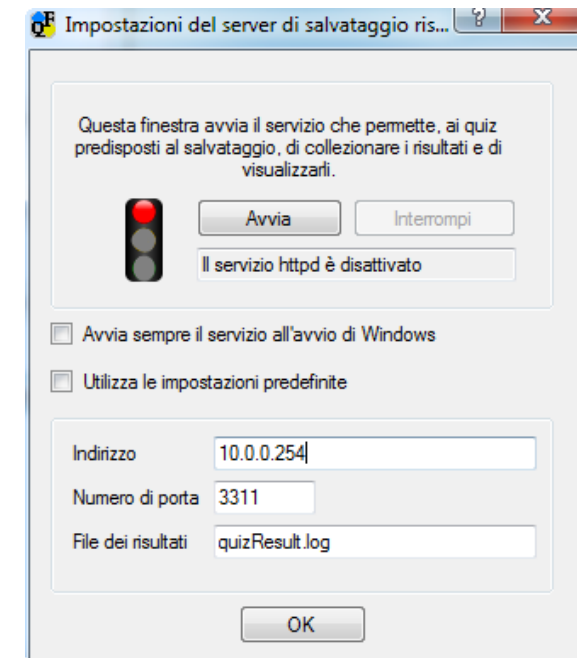 Impostazioni del server di salvataggio ris...
Questa finestra avvia il servizio che permette, ai quiz
predisposti al salvataggio, di collezionare i risultati e di
visualizzarli.
Avvia
Interrompi
Il servizio httpd è disattivato
Avvia sempre il servizio all'avvio di Windows
Utilizza le impostazioni predefinite
Indirizzo 10.0.0.254
Numero di porta 3311
File dei risultati quizResult.log
OK